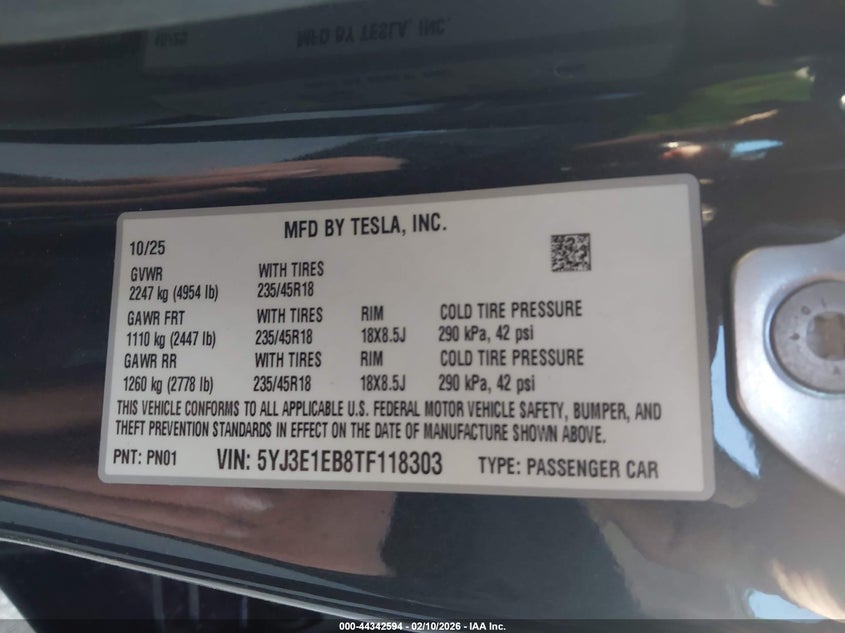 MFD BY TESLA, INC.
10/25
GVWR WITH TIRES
2247 kg (4954 lb) 235/45R18
GAWR FRT WITH TIRES RIM COLD TIRE PRESSURE
1110 kg (2447 lb) 235/45R18 18X8.5J 290 kPa, 42 psi
GAWR RR WITH TIRES RIM COLD TIRE PRESSURE
1260 kg (2778 lb) 235/45R18 18X8.5J 290 kPa, 42 psi
THIS VEHICLE CONFORMS TO ALL APPLICABLE U.S. FEDERAL MOTOR VEHICLE SAFETY, BUMPER, AND
THEFT PREVENTION STANDARDS IN EFFECT ON THE DATE OF MANUFACTURE SHOWN ABOVE.
PNT: PN01 VIN: 5YJ3E1EB8TF118303 TYPE: PASSENGER CAR
000-44342594 - 02/10/2026 - IAA Inc.